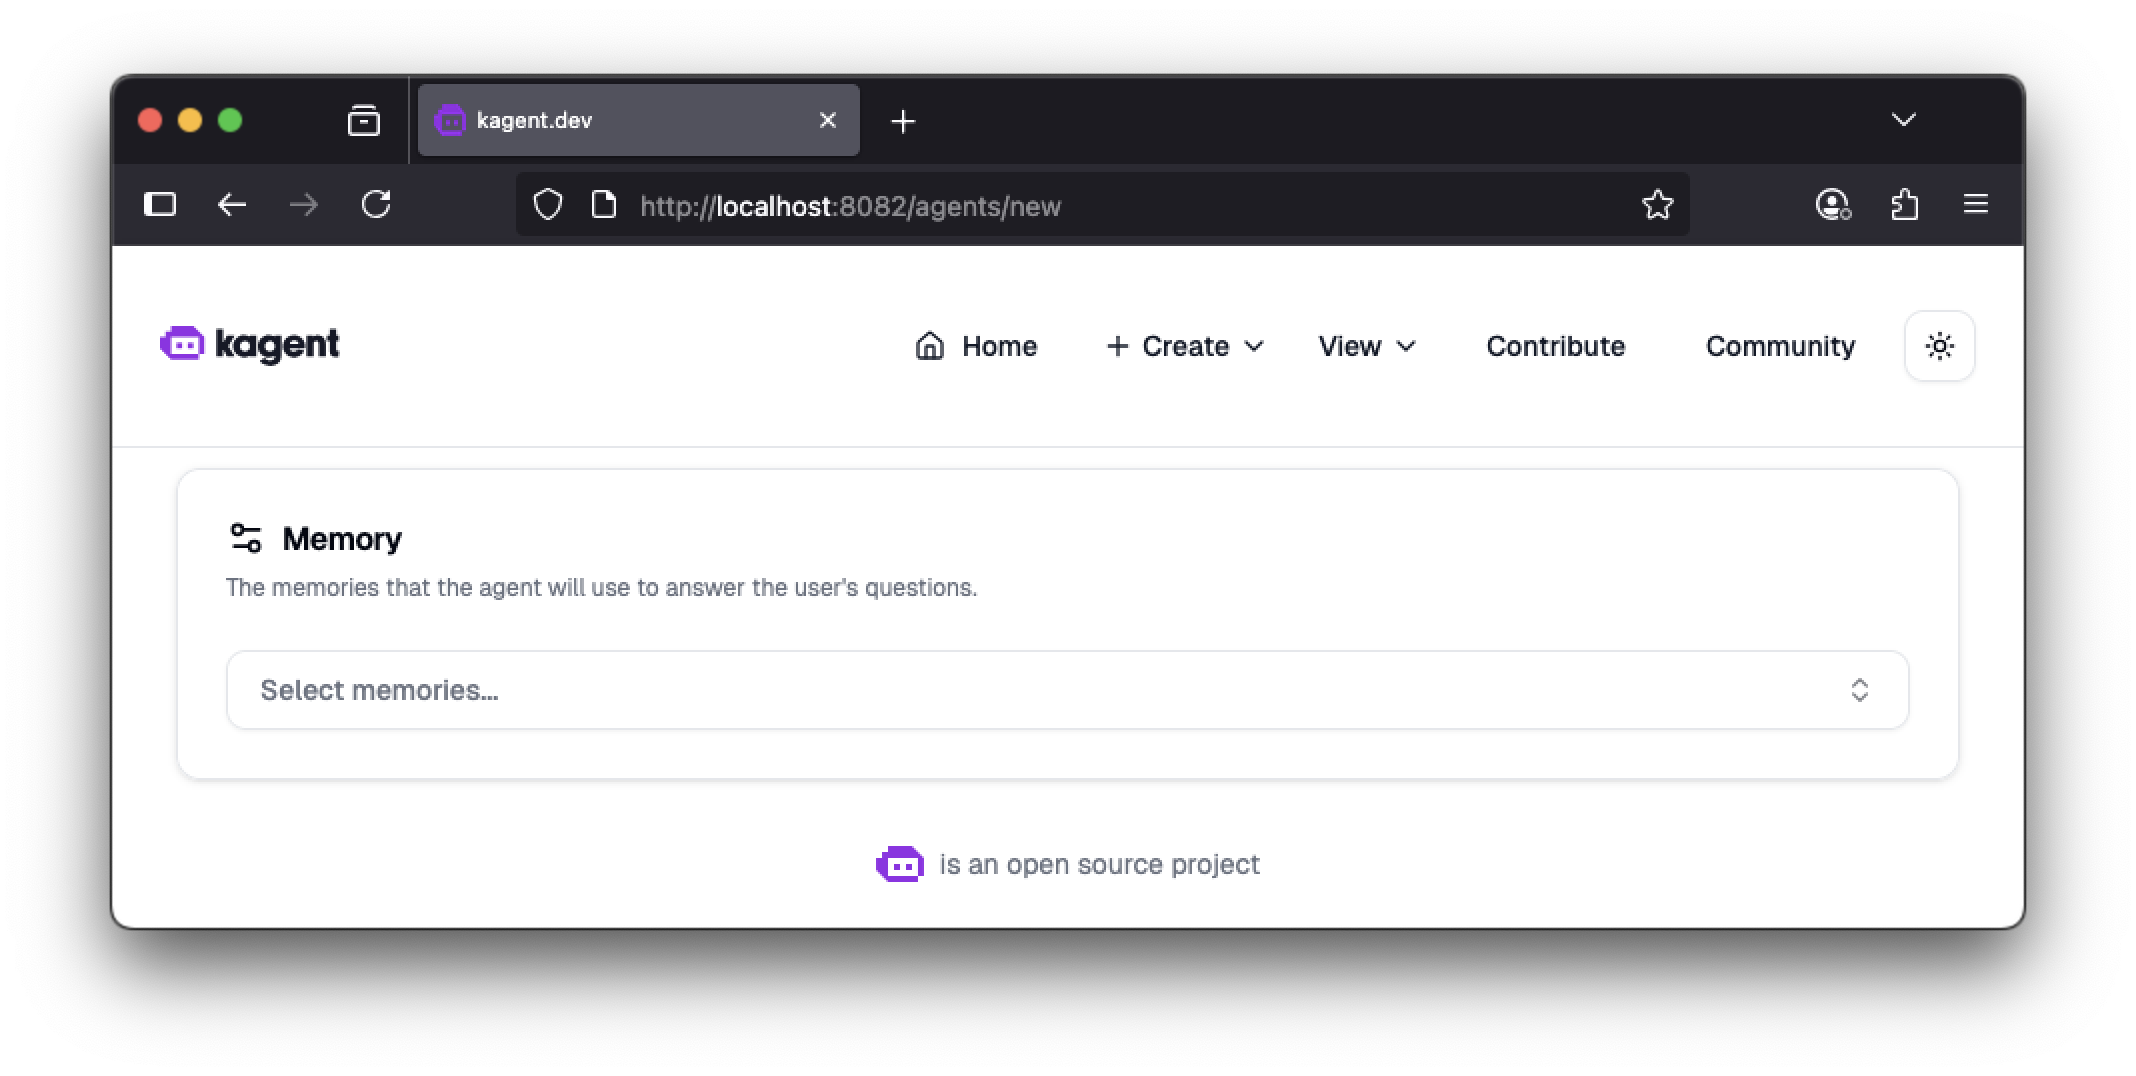 kagent.dev
http://localhost:8082/agents/new
kagent
Home
Create
View
Contribute
Community
Memory
The memories that the agent will use to answer the user's questions.
Select memories...
is an open source project